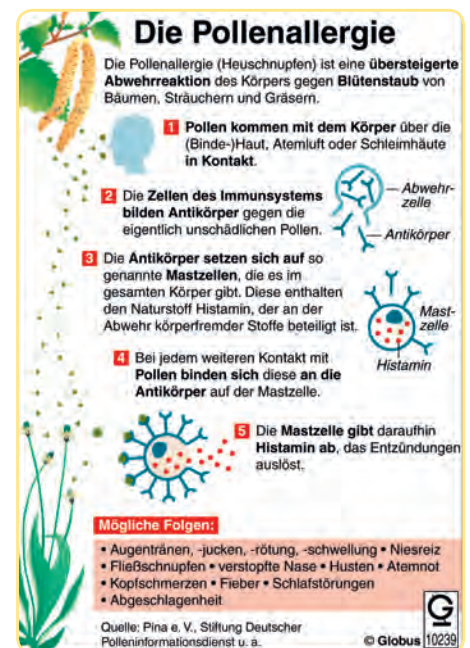 Die Pollenallergie
Die Pollenallergie (Heuschnupfen) ist eine übersteigerte
Abwehrreaktion des Körpers gegen Blütenstaub von
Bäumen, Sträuchern und Gräsern.
1 Pollen kommen mit dem Körper über die
(Binde-)Haut, Atemluft oder Schleimhäute
in Kontakt.
2 Die Zellen des Immunsystems
bilden Antikörper gegen die
eigentlich unschädlichen Pollen.
Abwehr-
zelle
Antikörper
3 Die Antikörper setzen sich auf so
genannte Mastzellen, die es im
gesamten Körper gibt. Diese enthalten
den Naturstoff Histamin, der an der
Abwehr körperfremder Stoffe beteiligt ist.
Mast-
zelle
Histamin
4 Bei jedem weiteren Kontakt mit
Pollen binden sich diese an die
Antikörper auf der Mastzelle.
5 Die Mastzelle gibt daraufhin
Histamin ab, das Entzündungen
auslöst.
Mögliche Folgen:
• Augentränen, -jucken, -rötung, -schwellung • Niesreiz
• Fließschnupfen • verstopfte Nase • Husten • Atemnot
• Kopfschmerzen • Fieber • Schlafstörungen
• Abgeschlagenheit
Quelle: Pina e. V., Stiftung Deutscher
Polleninformationsdienst u. a.
© Globus
G
10239